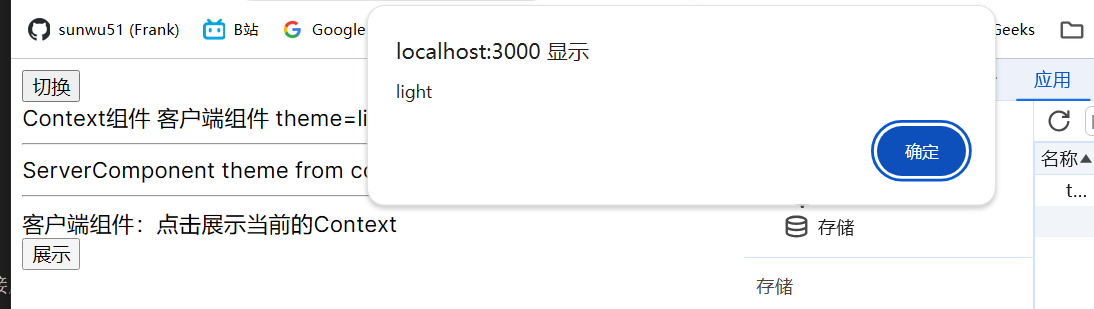 sunwu51 (Frank) B站 Google Geeks
localhost:3000 显示
light
确定
切换
Context组件 客户端组件 theme=li
ServerComponent theme from co
客户端组件：点击展示当前的Context
展示
应用
名称
t...
存储
存储